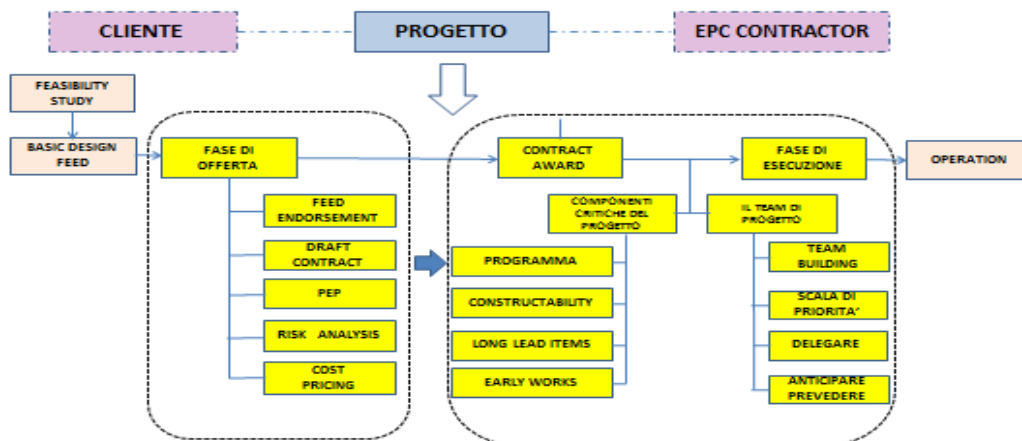 CLIENTE
PROGETTO
EPC CONTRACTOR
FEASIBILITY
STUDY
BASIC DESIGN
FEED
FASE DI
OFFERTA
CONTRACT
AWARD
FASE DI
ESECUZIONE
OPERATION
FEED
ENDORSEMENT
DRAFT
CONTRACT
PEP
RISK ANALYSIS
COST
PRICING
COMPONENTI
CRITICHE DEL
PROGETTO
PROGRAMMA
CONSTRUCTABILITY
LONG LEAD ITEMS
EARLY WORKS
IL TEAM DI
PROGETTO
TEAM
BUILDING
SCALA DI
PRIORITA'
DELEGARE
ANTICIPARE
PREVEDERE